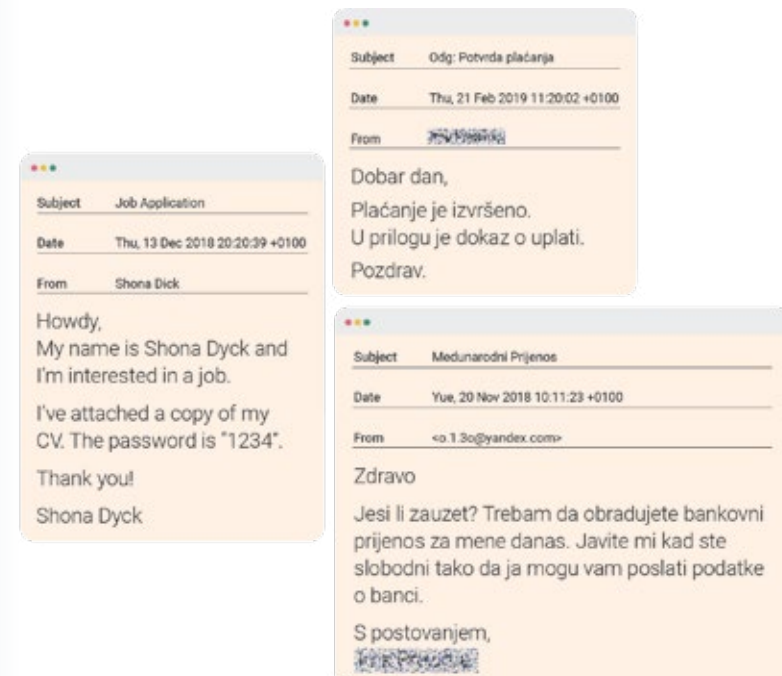 Subject Job Application
Date Thu, 13 Dec 2018 20:20:39 +0100
From Shona Dick
Howdy,
My name is Shona Dyck and
I'm interested in a job.
I've attached a copy of my
CV. The password is "1234".
Thank you!
Shona Dyck
Subject Odg: Potvrda plaćanja
Date Thu, 21 Feb 2019 11:20:02 +0100
From
Dobar dan,
Plaćanje je izvršeno.
U prilogu je dokaz o uplati.
Pozdrav.
Subject Medunarodni Prijenos
Date Yue, 20 Nov 2018 10:11:23 +0100
From <o.1.3o@yandex.com>
Zdravo
Jesi li zauzet? Trebam da obradujete bankovni
prijenos za mene danas. Javite mi kad ste
slobodni tako da ja mogu vam poslati podatke
o banci.
S postovanjem,